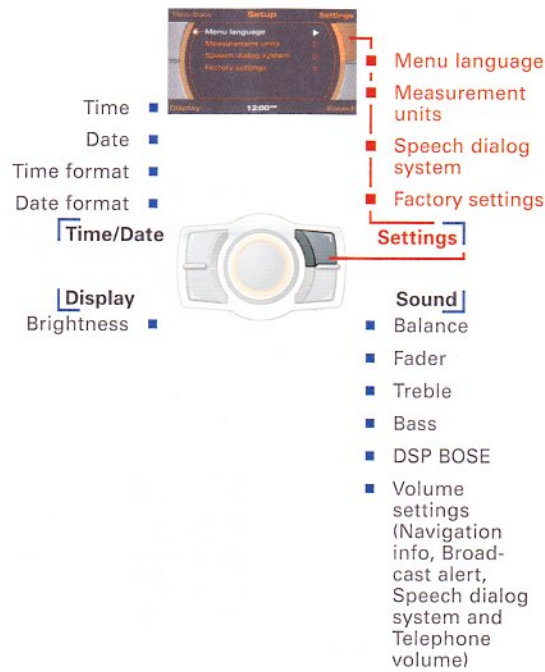 Time/Date Setup Settings
Menu language
Measurement units
Speech dialog system
Factory settings
Display 12:00 Sound
Menu language
Measurement
units
Speech dialog
system
Factory settings
Settings
Time
Date
Time format
Date format
Time/Date
Display
Brightness
Sound
Balance
Fader
Treble
Bass
DSP BOSE
Volume
settings
(Navigation
info, Broad-
cast alert,
Speech dialog
system and
Telephone
volume)